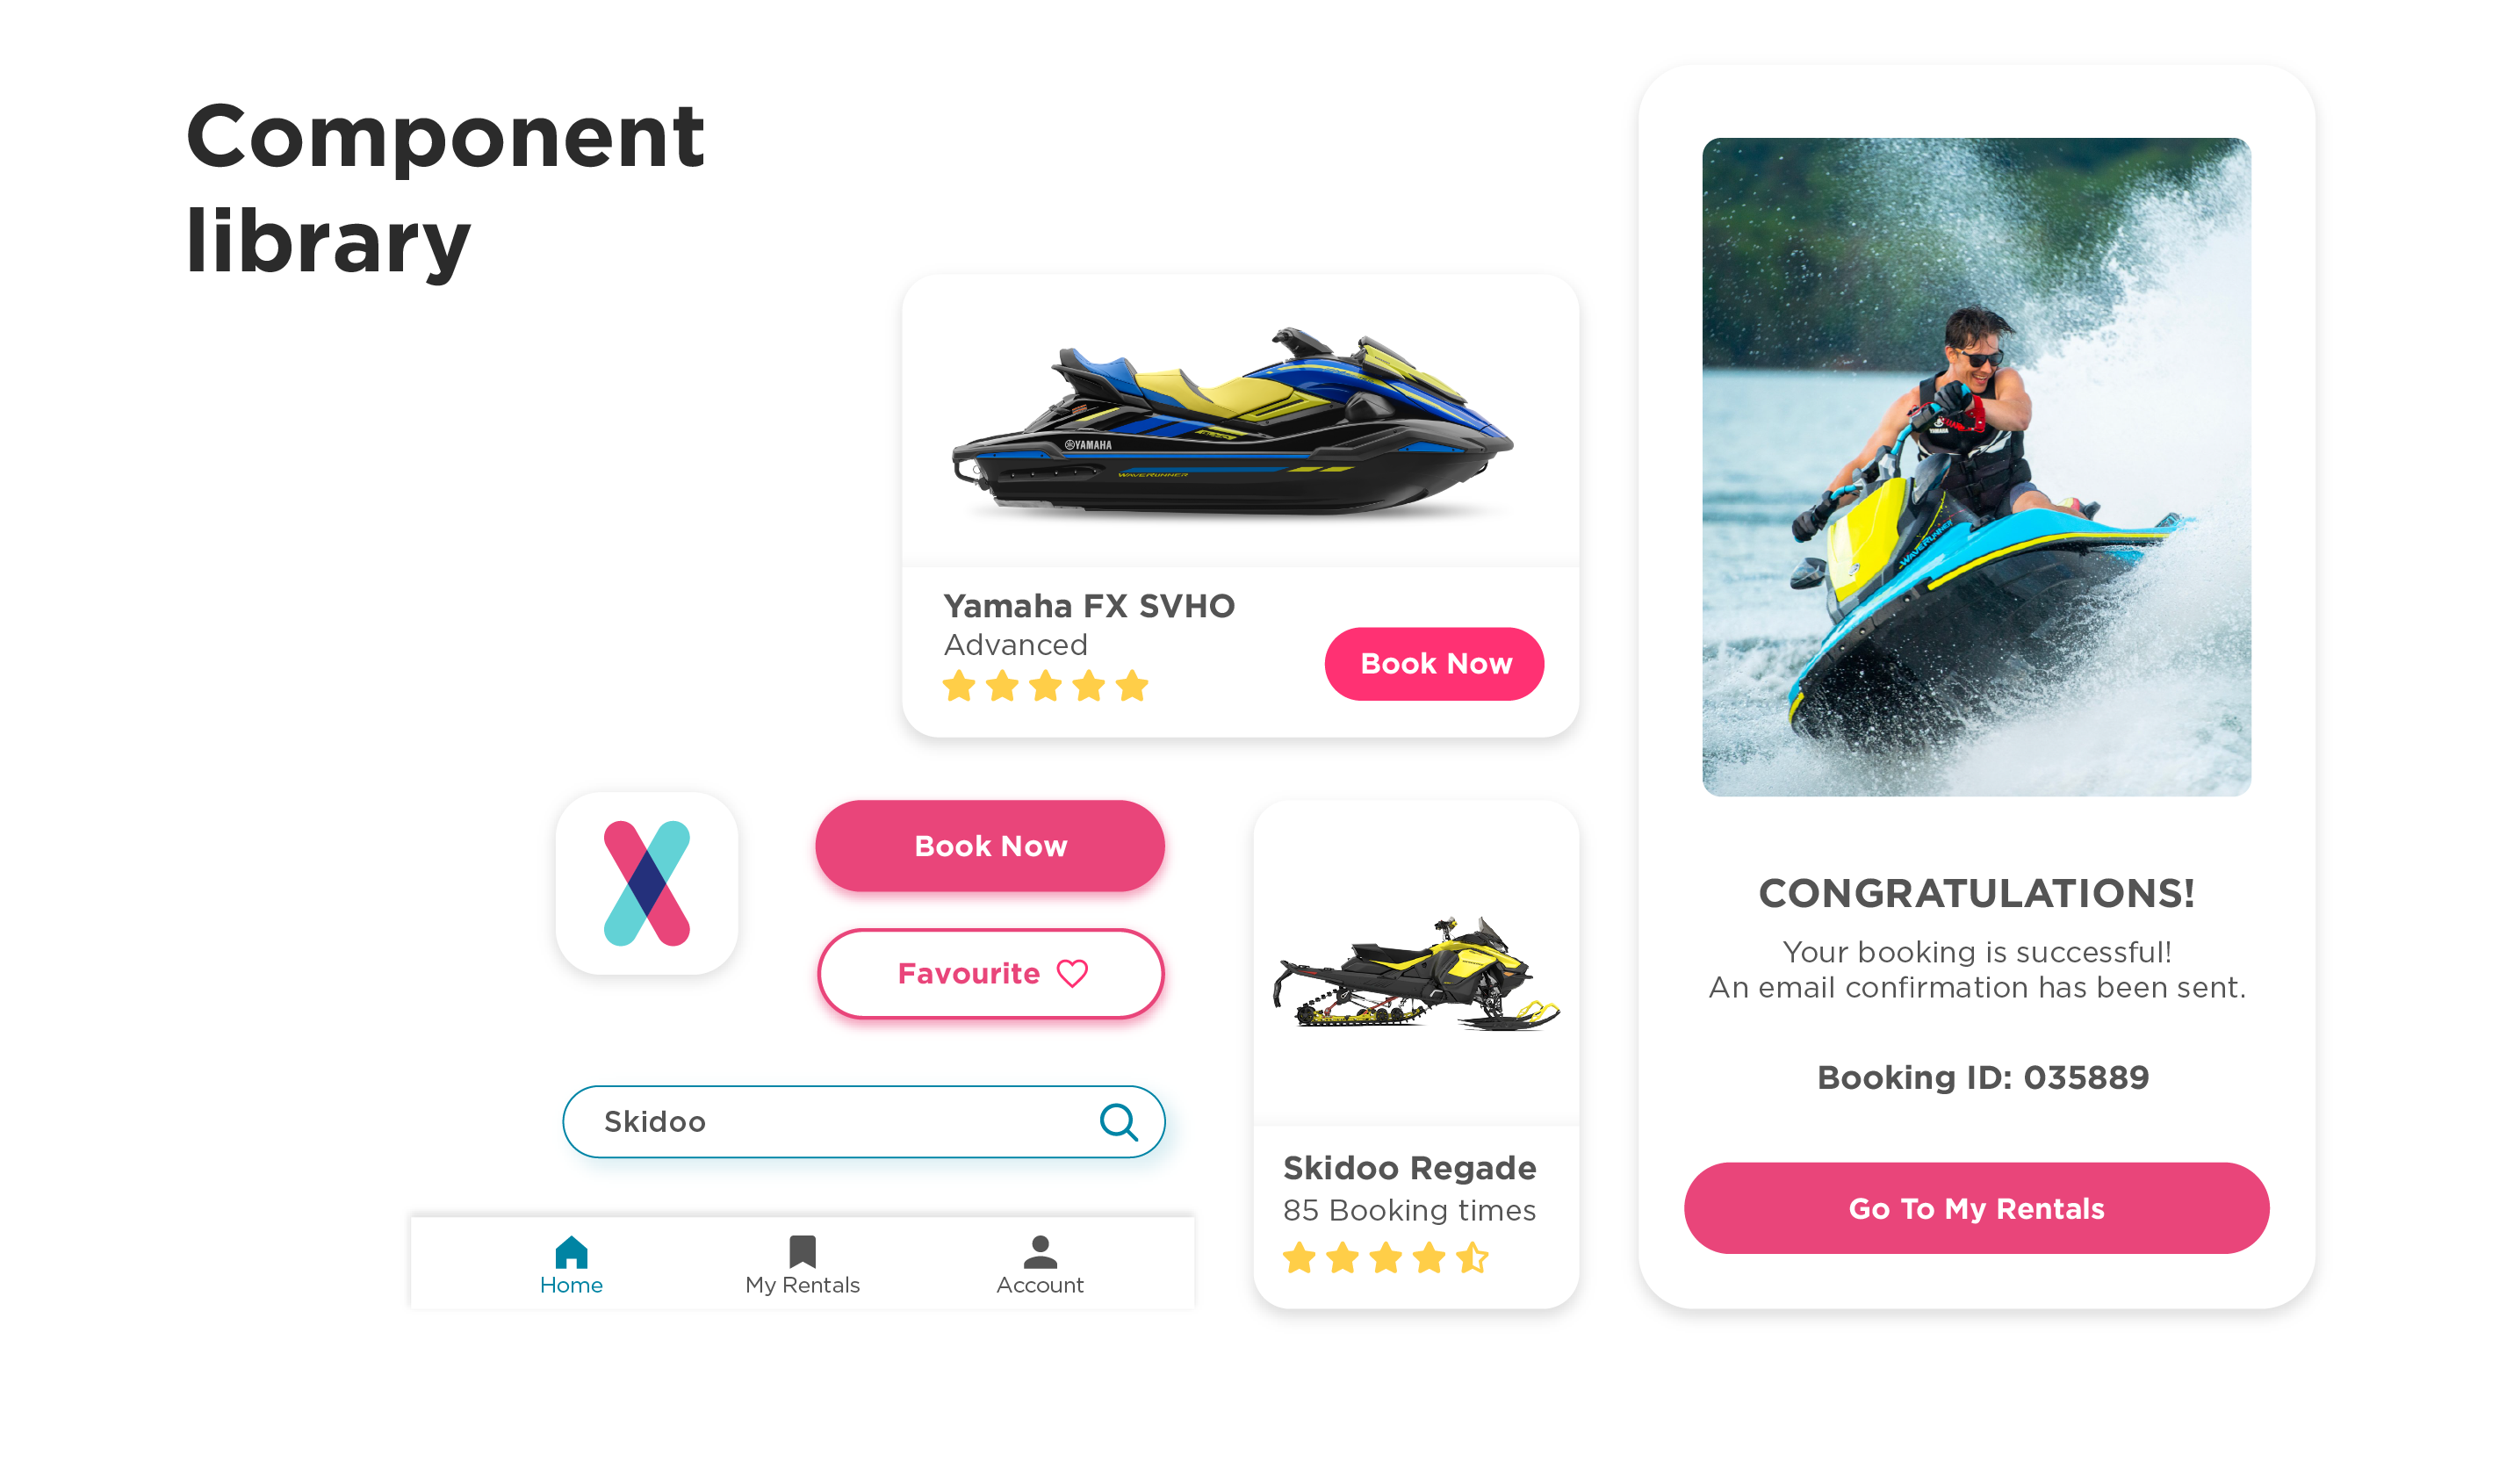 Component
library
YAMAHA
WAVERUNNER
Yamaha FX SVHO
Advanced
Book Now
Book Now
Favourite
Skidoo
Home
My Rentals
Account
Skidoo Regade
85 Booking times
YAMAHA
WAVERUNNER
CONGRATULATIONS!
Your booking is successful!
An email confirmation has been sent.
Booking ID: 035889
Go To My Rentals